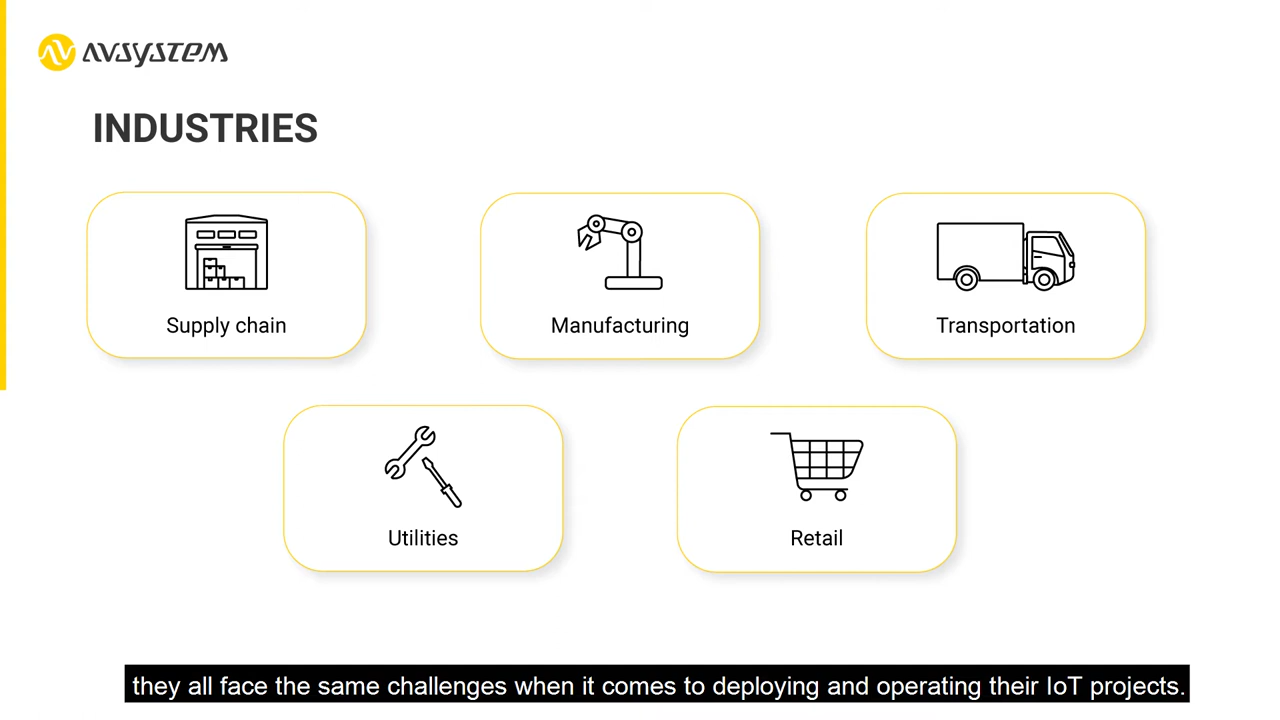 AVSYSTEM
INDUSTRIES
Supply chain
Manufacturing
Transportation
Utilities
Retail
they all face the same challenges when it comes to deploying and operating their IoT projects.